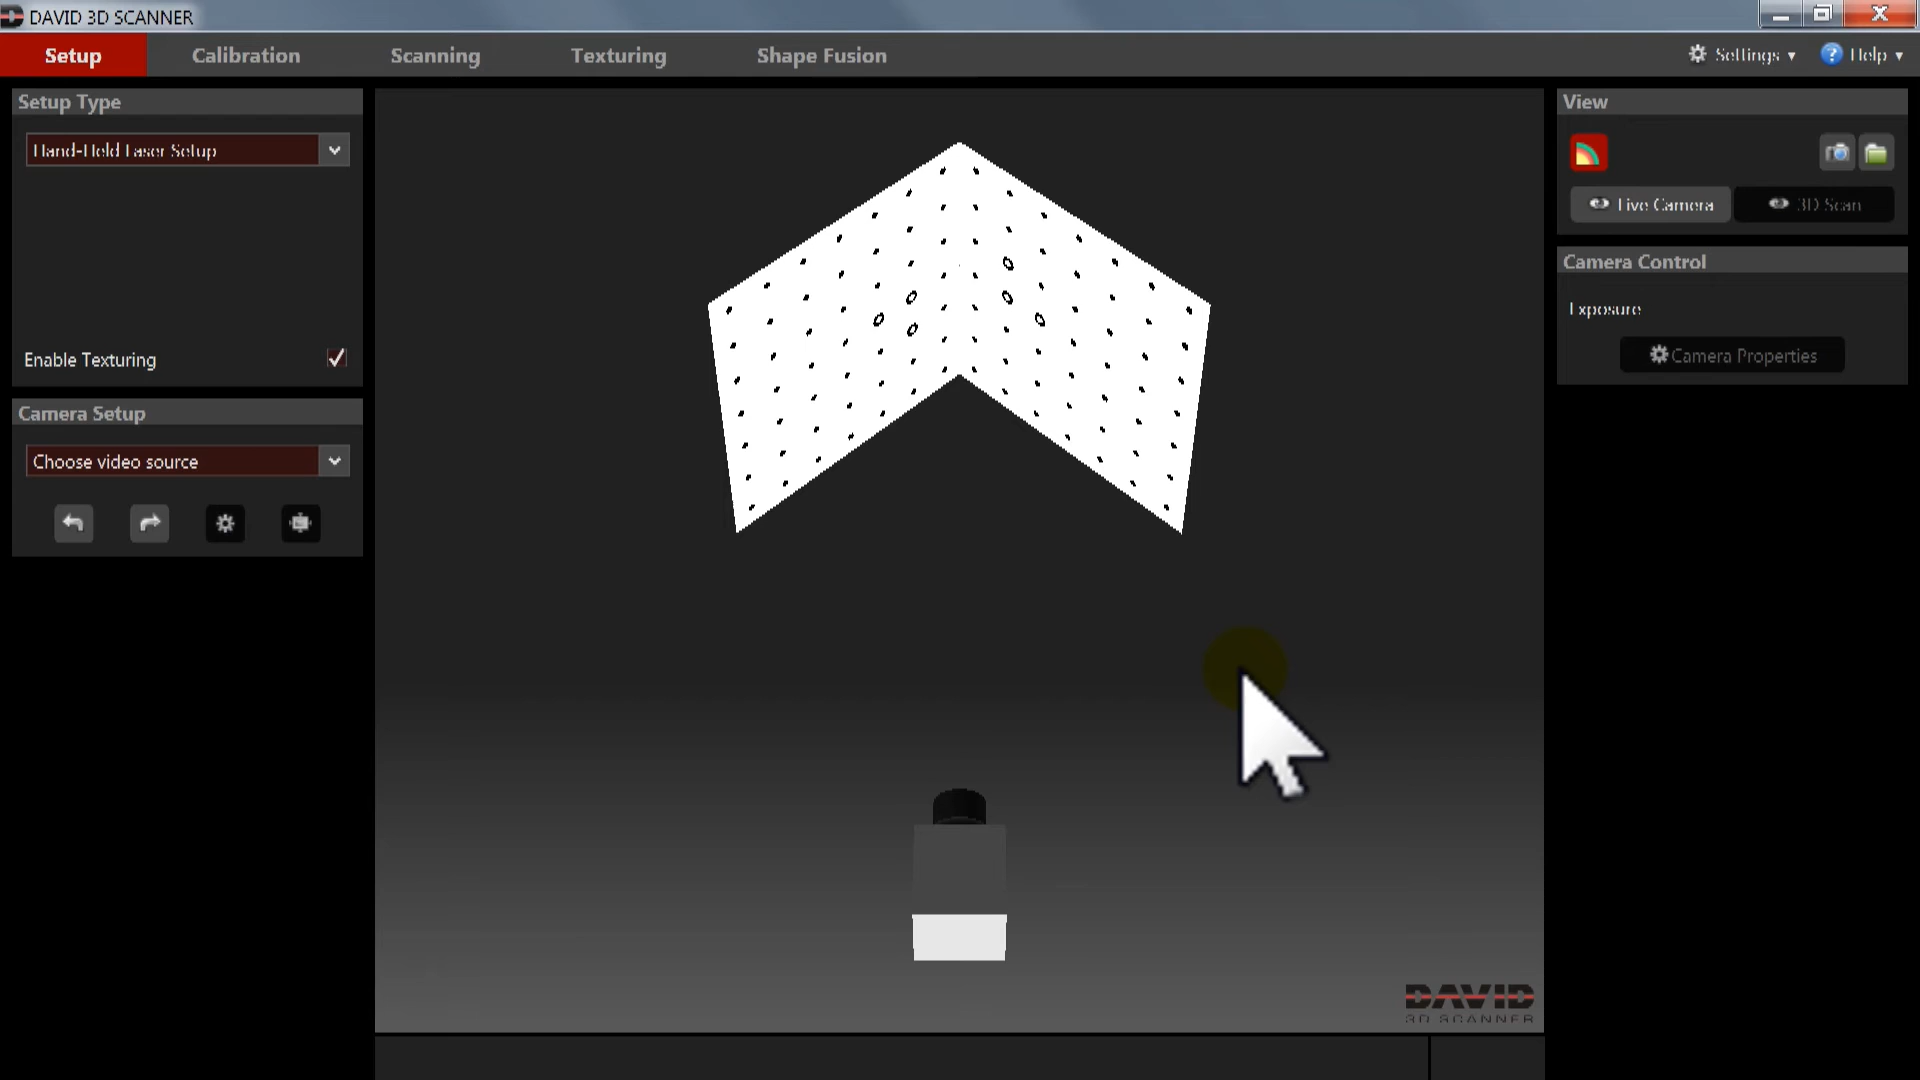 DAVID 3D SCANNER
Setup
Calibration
Scanning
Texturing
Shape Fusion
Settings
Help
Setup Type
Hand-Held Laser Setup
Enable Texturing
Camera Setup
Choose video source
View
Live Camera
3D Scan
Camera Control
Exposure
Camera Properties
DAVID
3D SCANNER